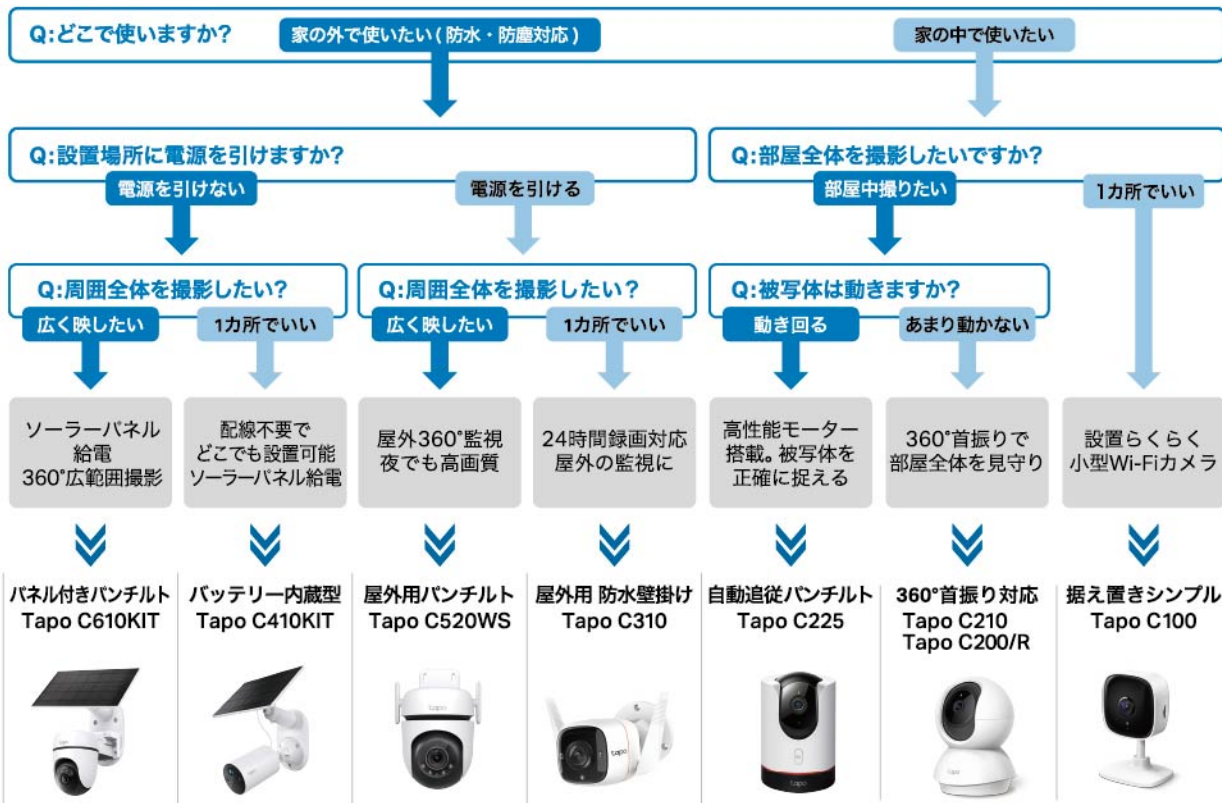 Q:どこで使いますか?
家の外で使いたい(防水・防塵対応)
家の中で使いたい
Q:設置場所に電源を引けますか?
電源を引けない
電源を引ける
Q:部屋全体を撮影したいですか?
部屋中撮りたい
1カ所でいい
Q:周囲全体を撮影したい?
広く映したい
1カ所でいい
Q:周囲全体を撮影したい?
広く映したい
1カ所でいい
Q:被写体は動きますか?
動き回る
あまり動かない
ソーラーパネル
給電
360°広範囲撮影
配線不要で
どこでも設置可能
ソーラーパネル給電
屋外360°監視
夜でも高画質
24時間録画対応
屋外の監視に
高性能モーター
搭載。被写体を
正確に捉える
360°首振りで
部屋全体を見守り
設置らくらく
小型Wi-Fiカメラ
パネル付きパンチルト
Tapo C610KIT
バッテリー内蔵型
Tapo C410KIT
屋外用パンチルト
Tapo C520WS
屋外用 防水壁掛け
Tapo C310
自動追従パンチルト
Tapo C225
360°首振り対応
Tapo C210
Tapo C200/R
据え置きシンプル
Tapo C100
tapo
tapo
tapo
tapo
tapo
tapo